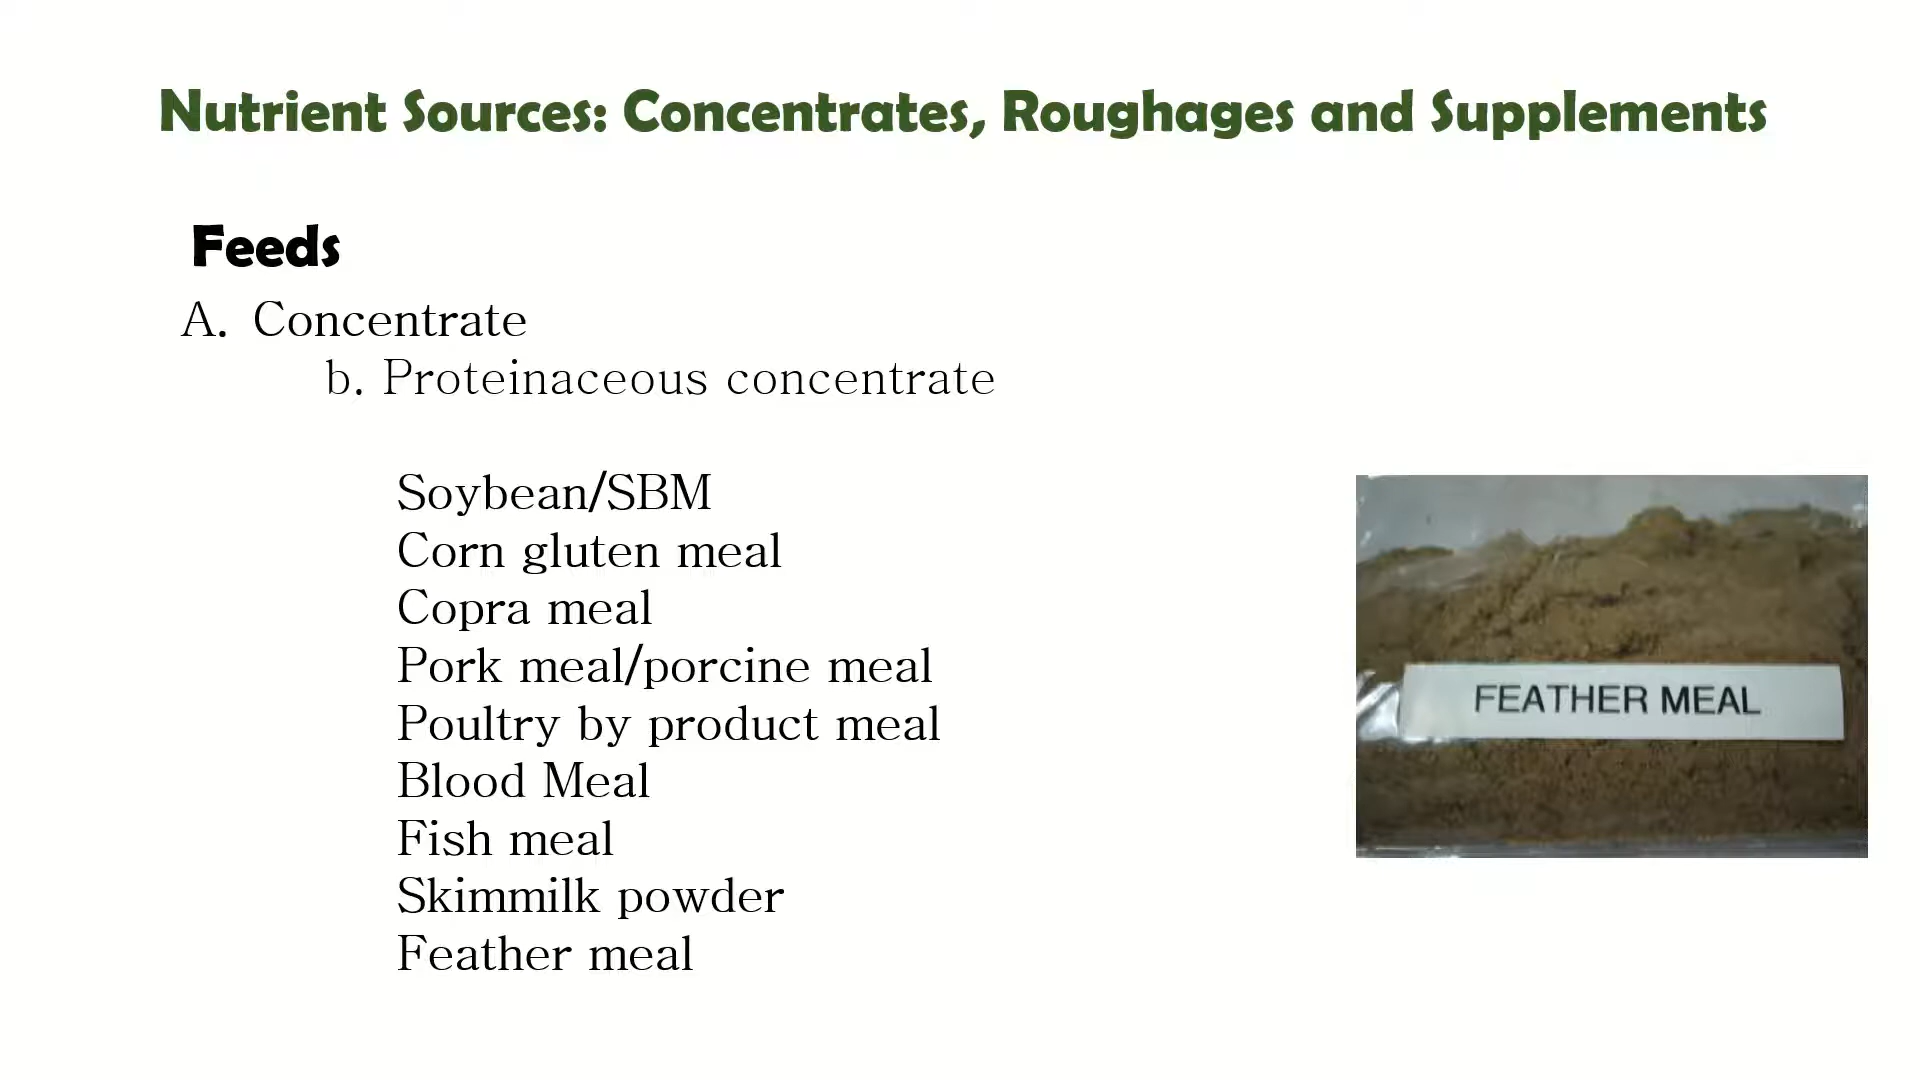 Nutrient Sources: Concentrates, Roughages and Supplements
Feeds
A. Concentrate
b. Proteinaceous concentrate
Soybean/SBM
Corn gluten meal
Copra meal
Pork meal/porcine meal
Poultry by product meal
Blood Meal
Fish meal
Skimmilk powder
Feather meal
FEATHER MEAL